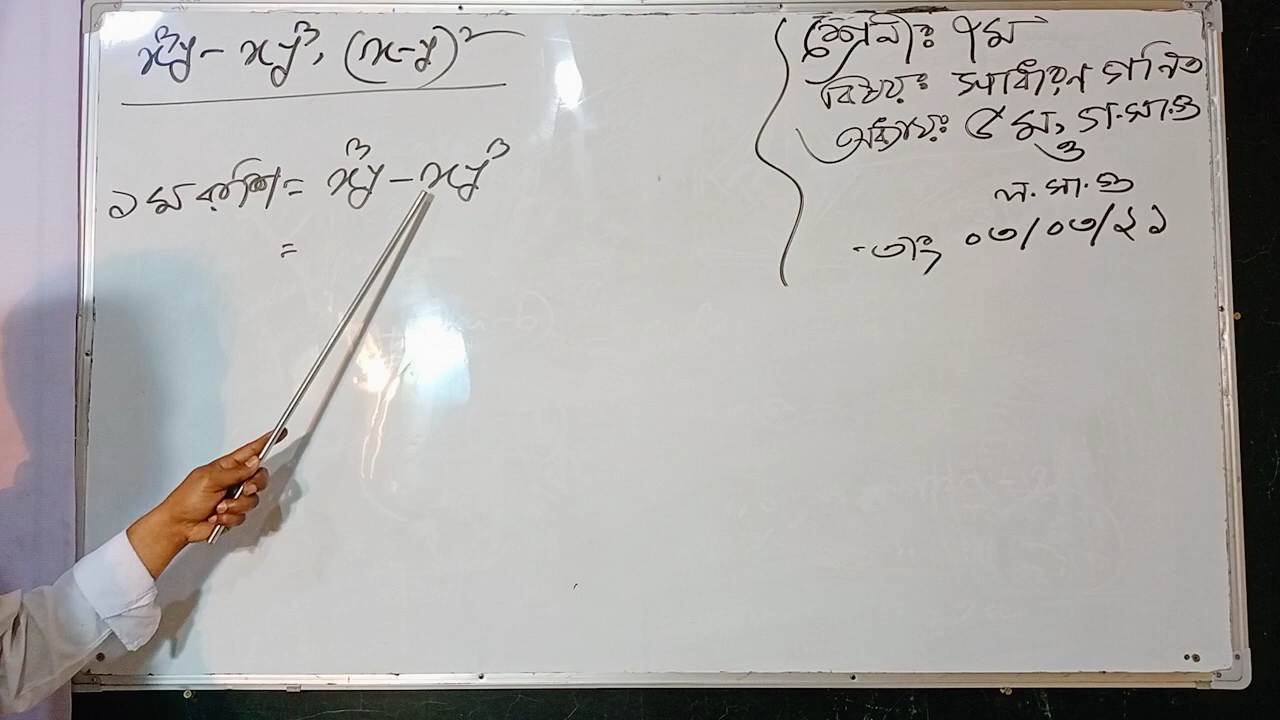 x³y - xy³, (x-y)²
১ম রাশি = x³y - xy³
=
শ্রেণী: ৭ম
বিষয়: সাধারণ গণিত
অধ্যায়: ৫ম, গ.সা.গু
ও
ল.সা.গু
তাং ০৩/০৩/২১